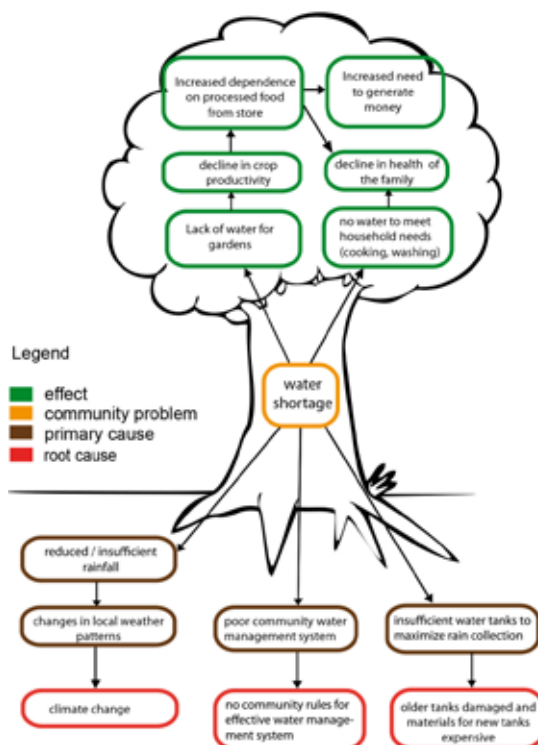 Increased dependence
on processed food
from store
Increased need
to generate
money
decline in crop
productivity
decline in health of
the family
Lack of water for
gardens
no water to meet
household needs
(cooking, washing)
Legend
effect
community problem
primary cause
root cause
water
shortage
reduced / insufficient
rainfall
changes in local weather
patterns
poor community water
management system
insufficient water tanks to
maximize rain collection
climate change
no community rules for
effective water manage-
ment system
older tanks damaged and
materials for new tanks
expensive